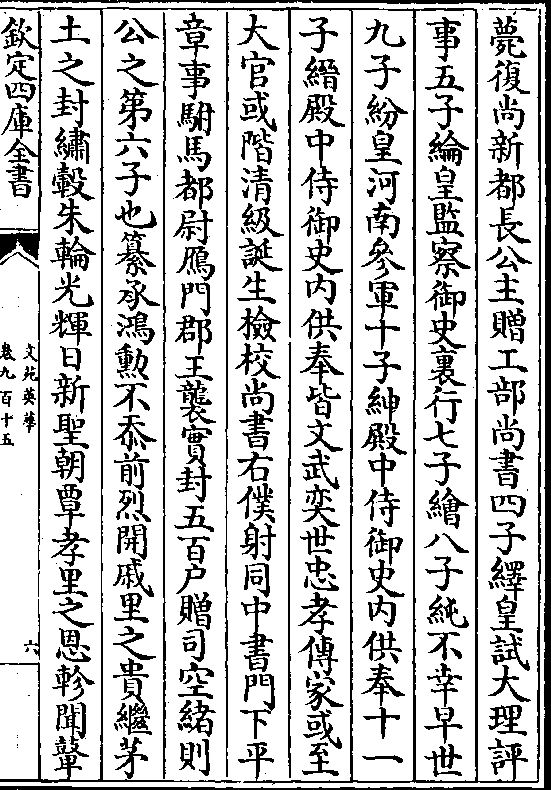 薨復尚新都長公主贈工部尚書四子繹皇試大理評
事五子綸皇監察御史裏行七子繪八子純不幸早世
九子紛皇河南參軍十子紳殿中侍御史内供奉十一
子縉殿中侍御史内供奉皆文武奕世忠孝傳家或至
大官或階清級誕生檢校尚書右僕射同中書門下平
章事駙馬都尉鴈門郡王襲實封五百户贈司空緒則
公之第六子也纂承鴻勲不忝前烈開戚里之貴繼茅
土之封繡轂朱輪光輝日新聖朝覃孝里之恩軫聞鼙
欽定四庫全書
文苑英華
卷九百十五
六